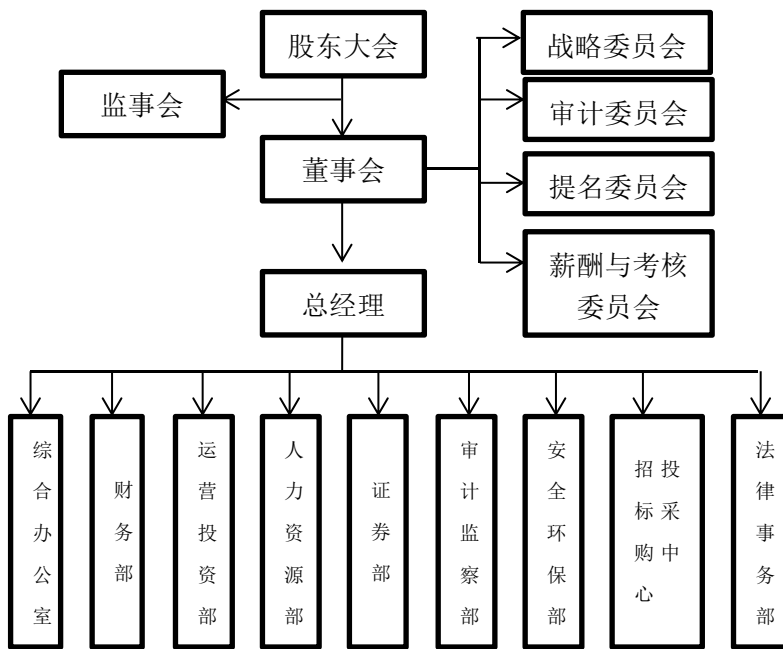 股东大会
监事会
董事会
战略委员会
审计委员会
提名委员会
薪酬与考核
委员会
总经理
综合办公室
财务部
运营投资部
人力资源部
证券部
审计监察部
安全环保部
招投标采购中心
法律事务部